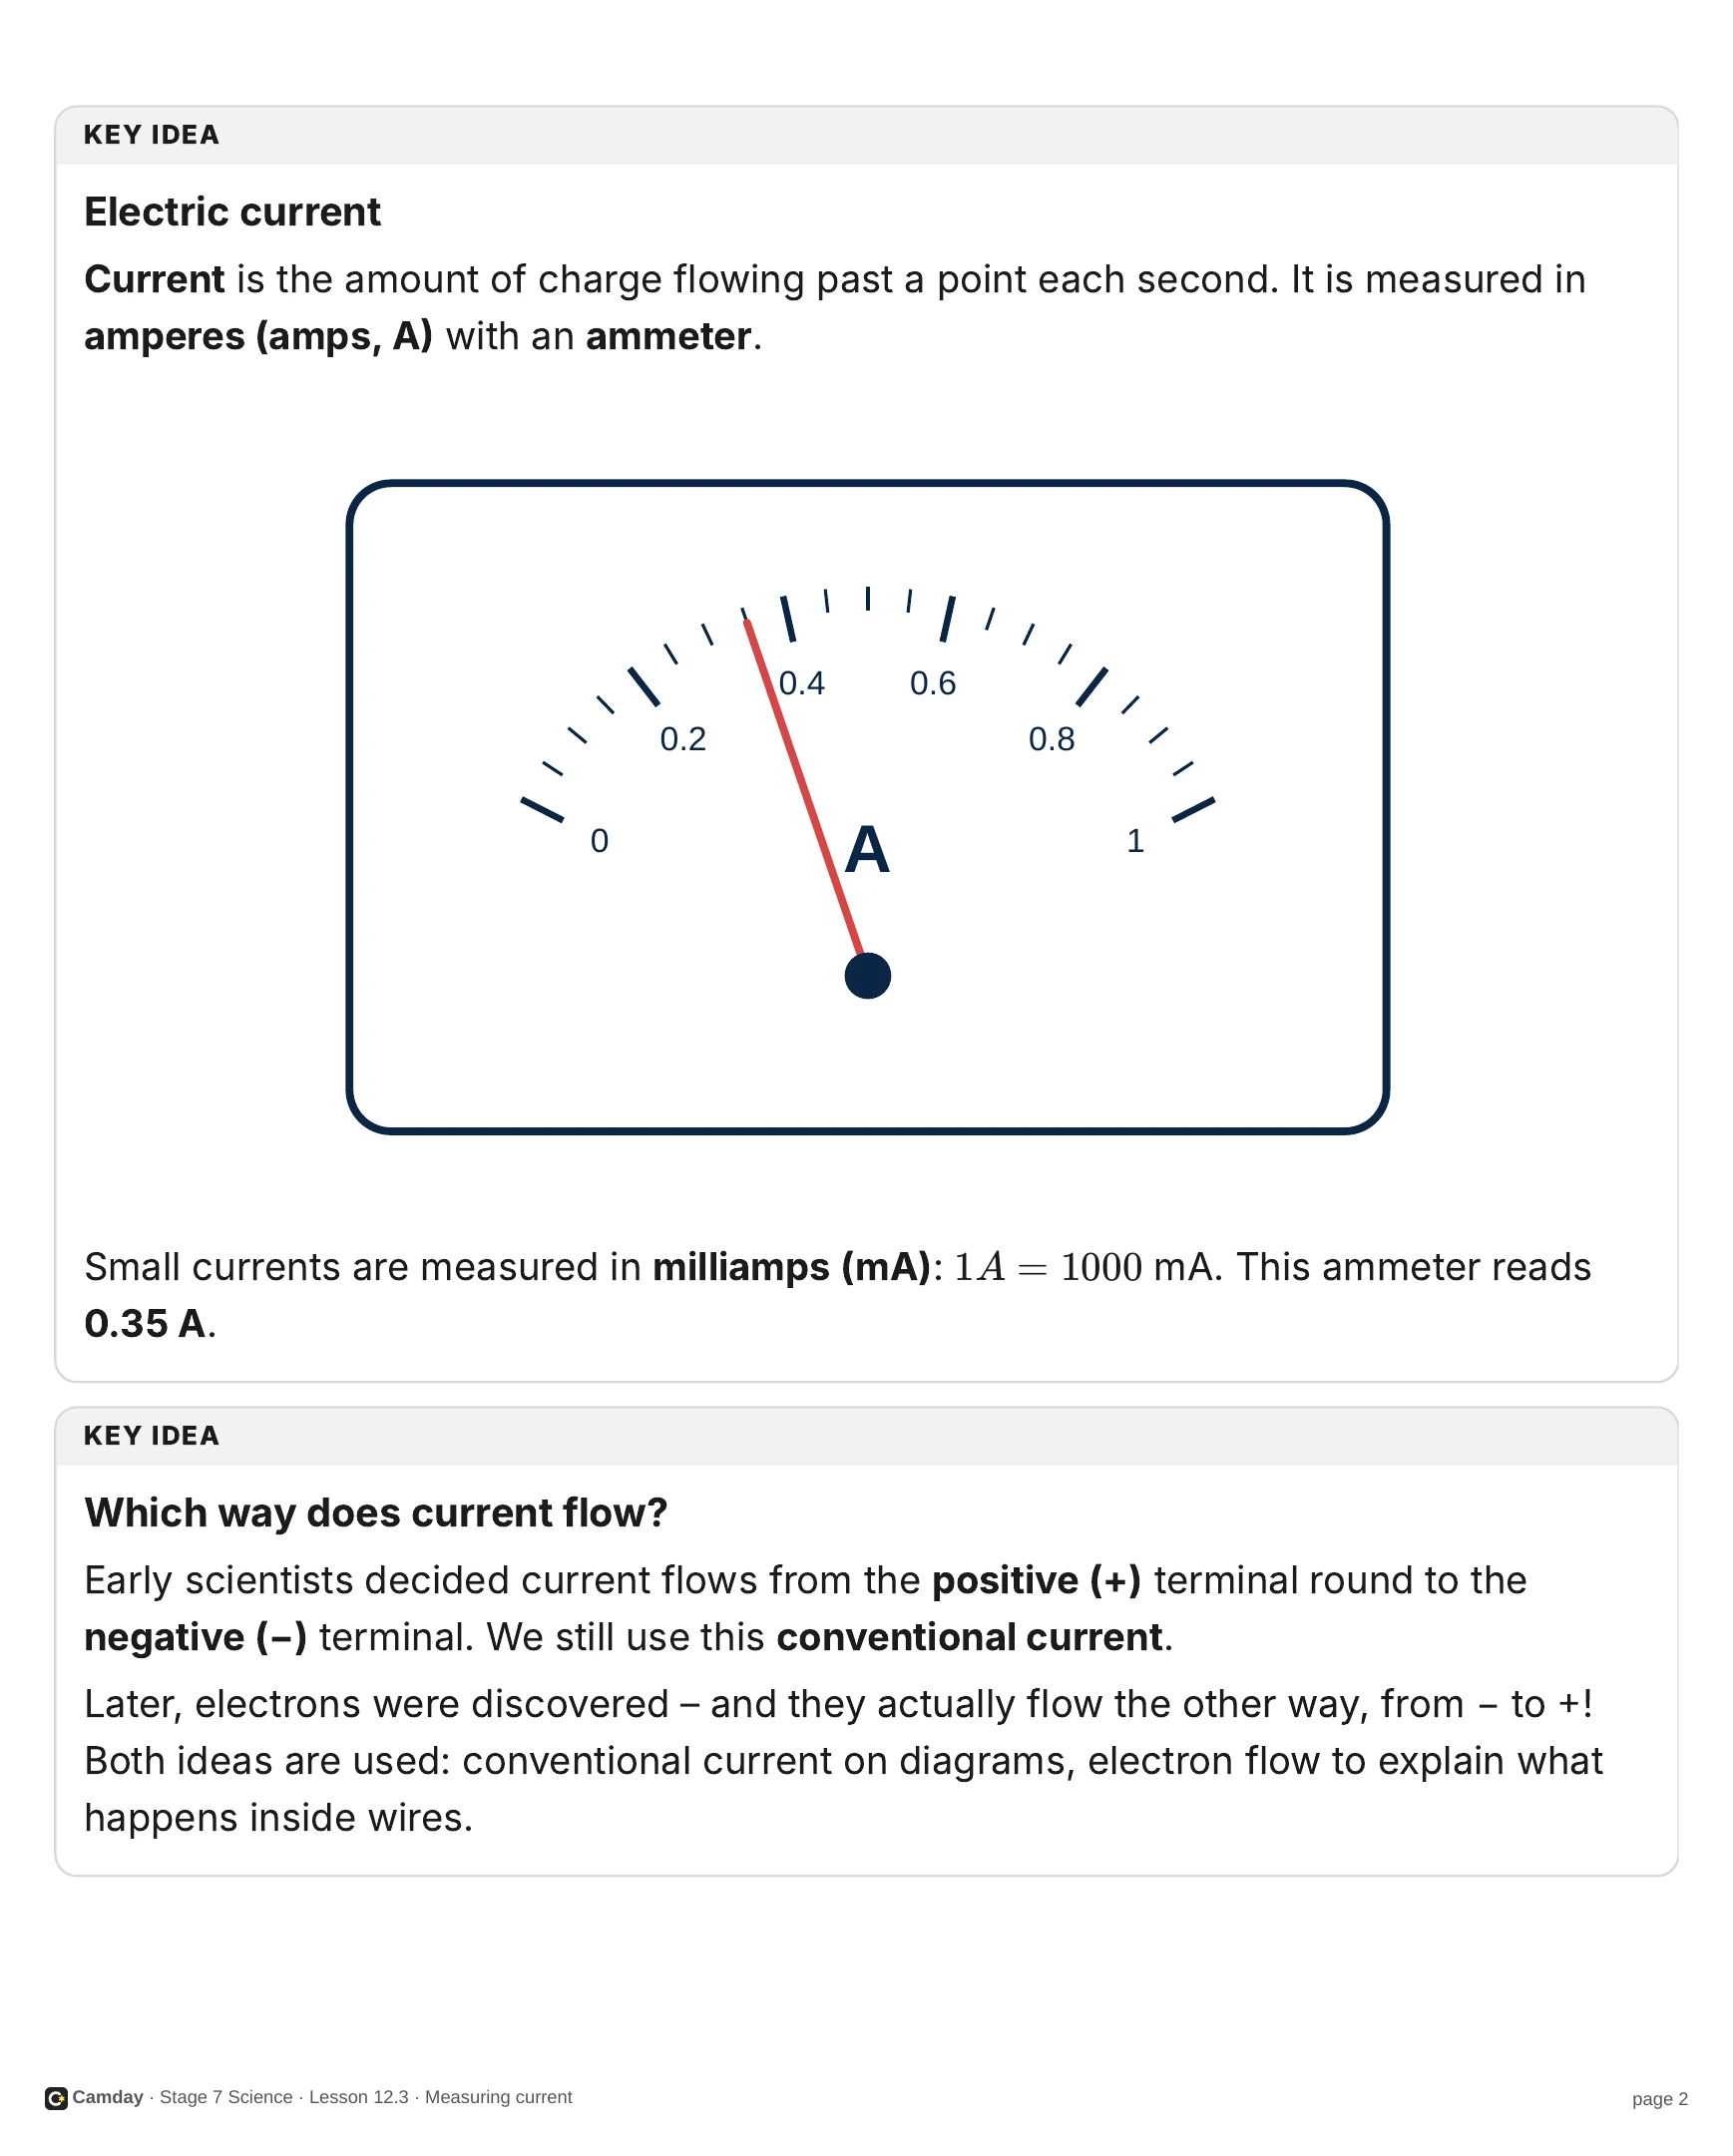 KEY IDEA
Electric current
Current is the amount of charge flowing past a point each second. It is measured in
amperes (amps, A) with an ammeter.
0.4 0.6
0.2 0.8
0 A 1
Small currents are measured in milliamps (mA): 1A = 1000 mA. This ammeter reads
0.35 A.
KEY IDEA
Which way does current flow?
Early scientists decided current flows from the positive (+) terminal round to the
negative (−) terminal. We still use this conventional current.
Later, electrons were discovered – and they actually flow the other way, from − to +!
Both ideas are used: conventional current on diagrams, electron flow to explain what
happens inside wires.
Camday · Stage 7 Science · Lesson 12.3 · Measuring current
page 2